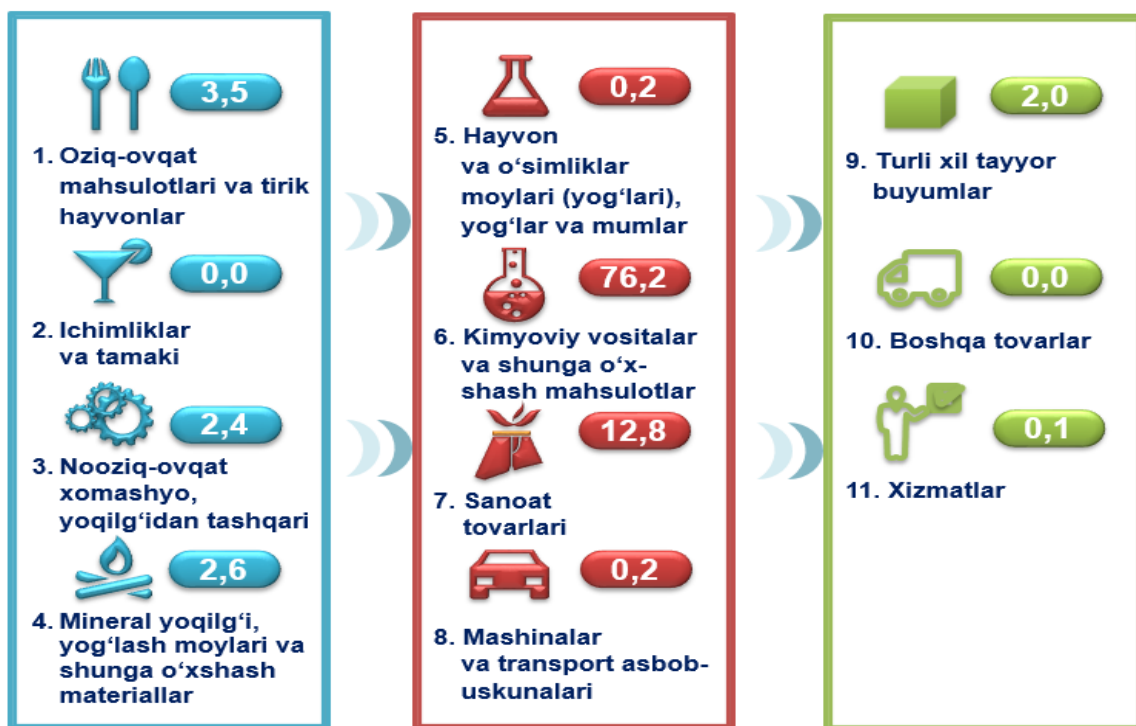 3,5
1. Oziq-ovqat
mahsulotlari va tirik
hayvonlar
0,0
2. Ichimliklar
va tamaki
2,4
3. Nooziq-ovqat
xomashyo,
yoqilg‘idan tashqari
2,6
4. Mineral yoqilg‘i,
yog‘lash moylari va
shunga o‘xshash
materiallar
0,2
5. Hayvon
va o‘simliklar
moylari (yog‘lari),
yog‘lar va mumlar
76,2
6. Kimyoviy vositalar
va shunga o‘x-
shash mahsulotlar
12,8
7. Sanoat
tovarlari
0,2
8. Mashinalar
va transport asbob-
uskunalari
2,0
9. Turli xil tayyor
buyumlar
0,0
10. Boshqa tovarlar
0,1
11. Xizmatlar